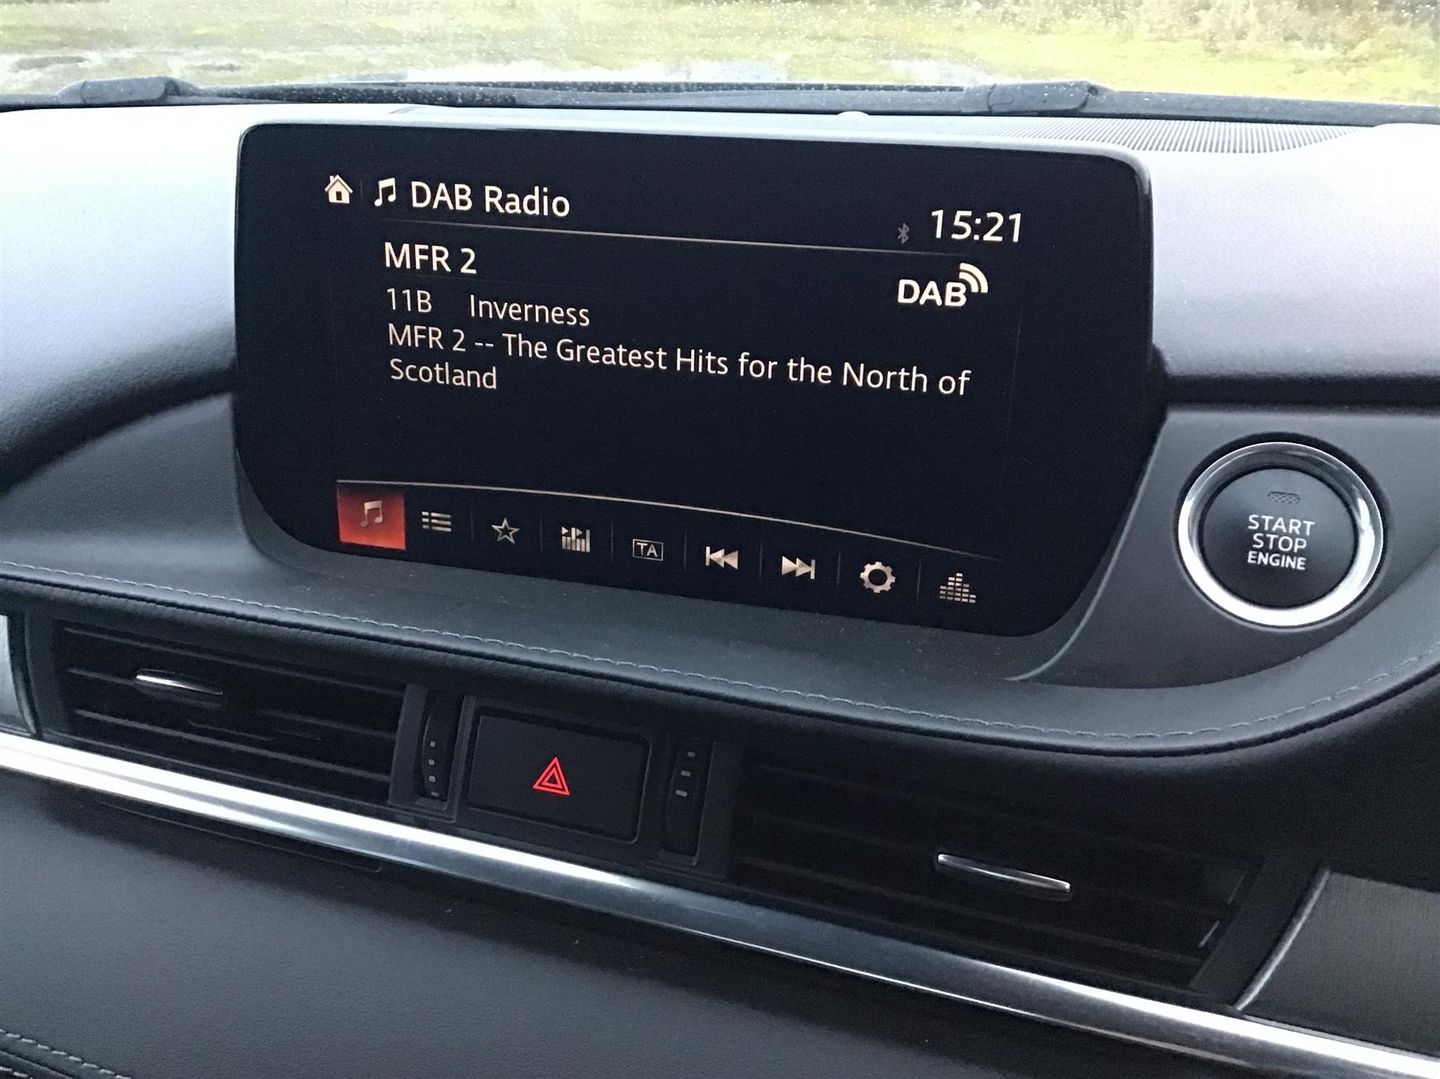 DAB Radio
15:21
MFR 2
DAB
11B Inverness
MFR 2 -- The Greatest Hits for the North of
Scotland
TA
START
STOP
ENGINE